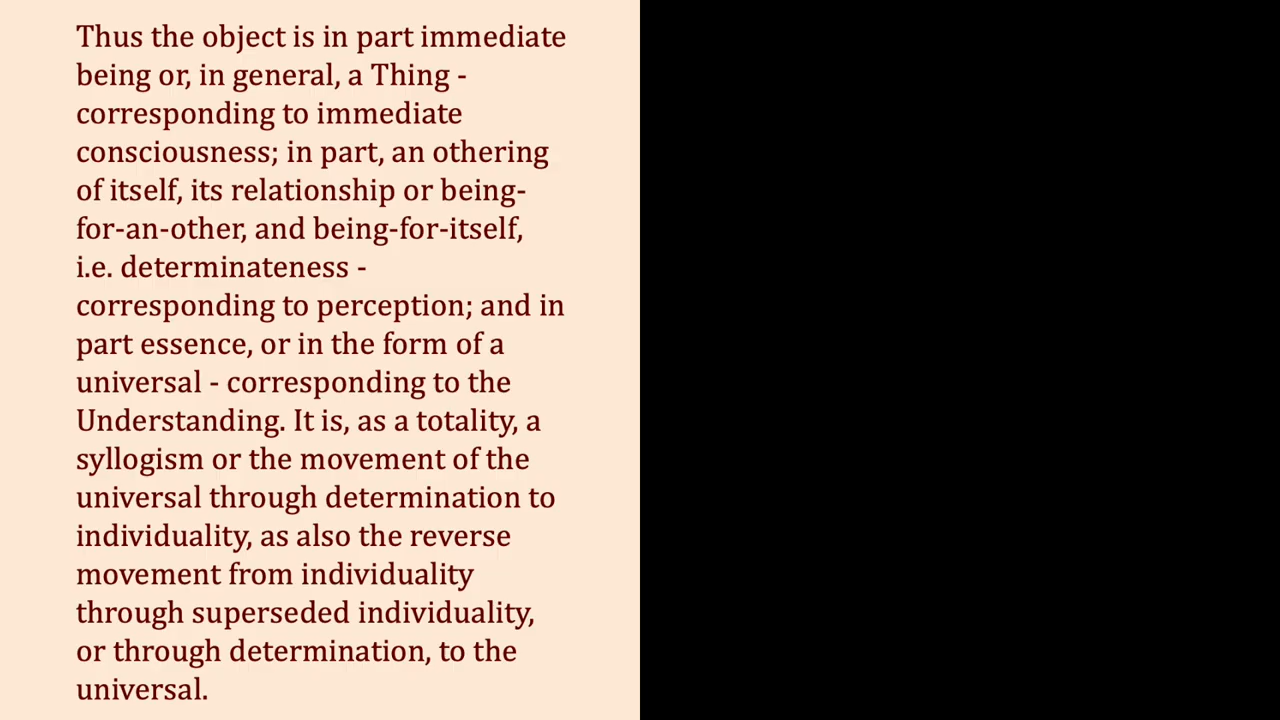 Thus the object is in part immediate
being or, in general, a Thing -
corresponding to immediate
consciousness; in part, an othering
of itself, its relationship or being-
for-an-other, and being-for-itself,
i.e. determinateness -
corresponding to perception; and in
part essence, or in the form of a
universal - corresponding to the
Understanding. It is, as a totality, a
syllogism or the movement of the
universal through determination to
individuality, as also the reverse
movement from individuality
through superseded individuality,
or through determination, to the
universal.